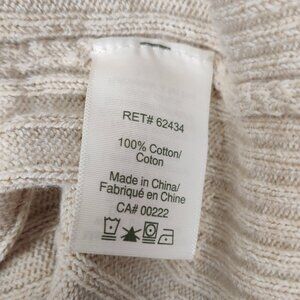 RET# 62434
100% Cotton/
Coton
Made in China/
Fabriqué en Chine
CA# 00222